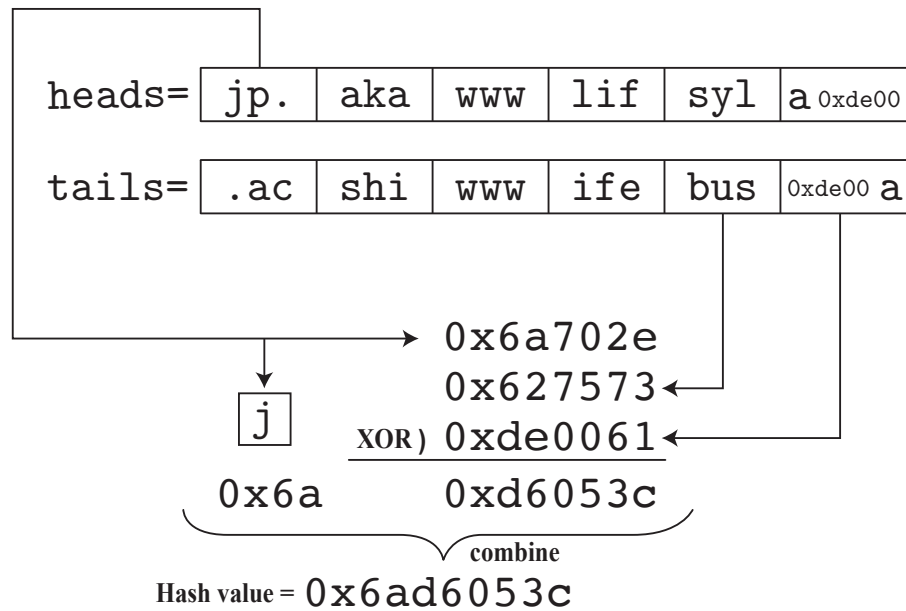 heads= jp. aka www lif syl a 0xde00
tails= .ac shi www ife bus 0xde00 a
0x6a702e
0x627573
j XOR ) 0xde0061
0x6a 0xd6053c
combine
Hash value = 0x6ad6053c